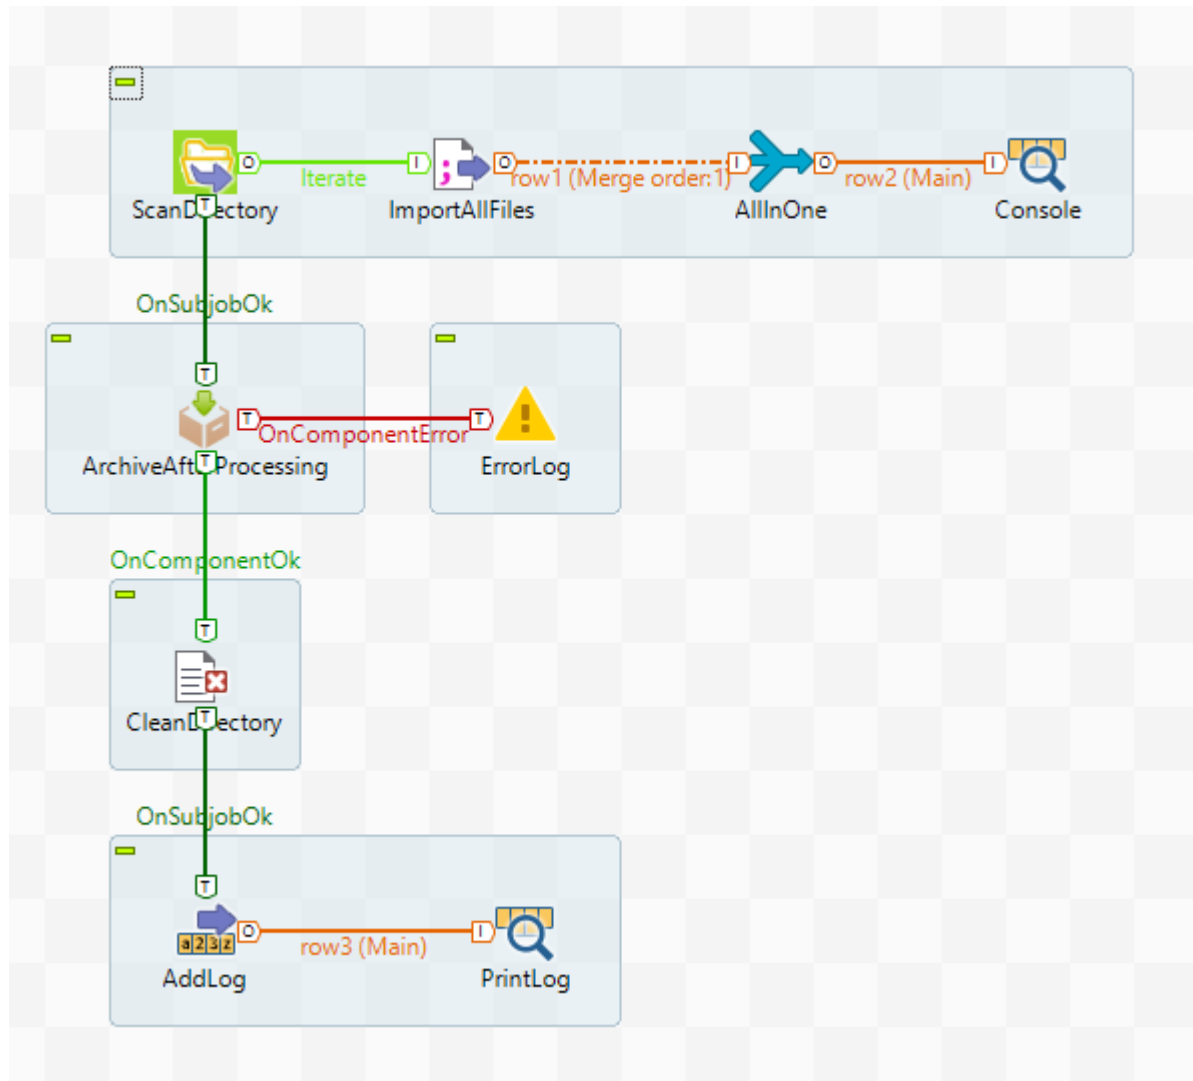 O Iterate I O row1 (Merge order:1) I O row2 (Main) I
ScanDirectory ImportAllFiles AllInOne Console
T
OnSubjobOk
T
T OnComponentError T
ArchiveAfterProcessing ErrorLog
T
OnComponentOk
T
CleanDirectory
T
OnSubjobOk
T
a23z O row3 (Main) I
AddLog PrintLog